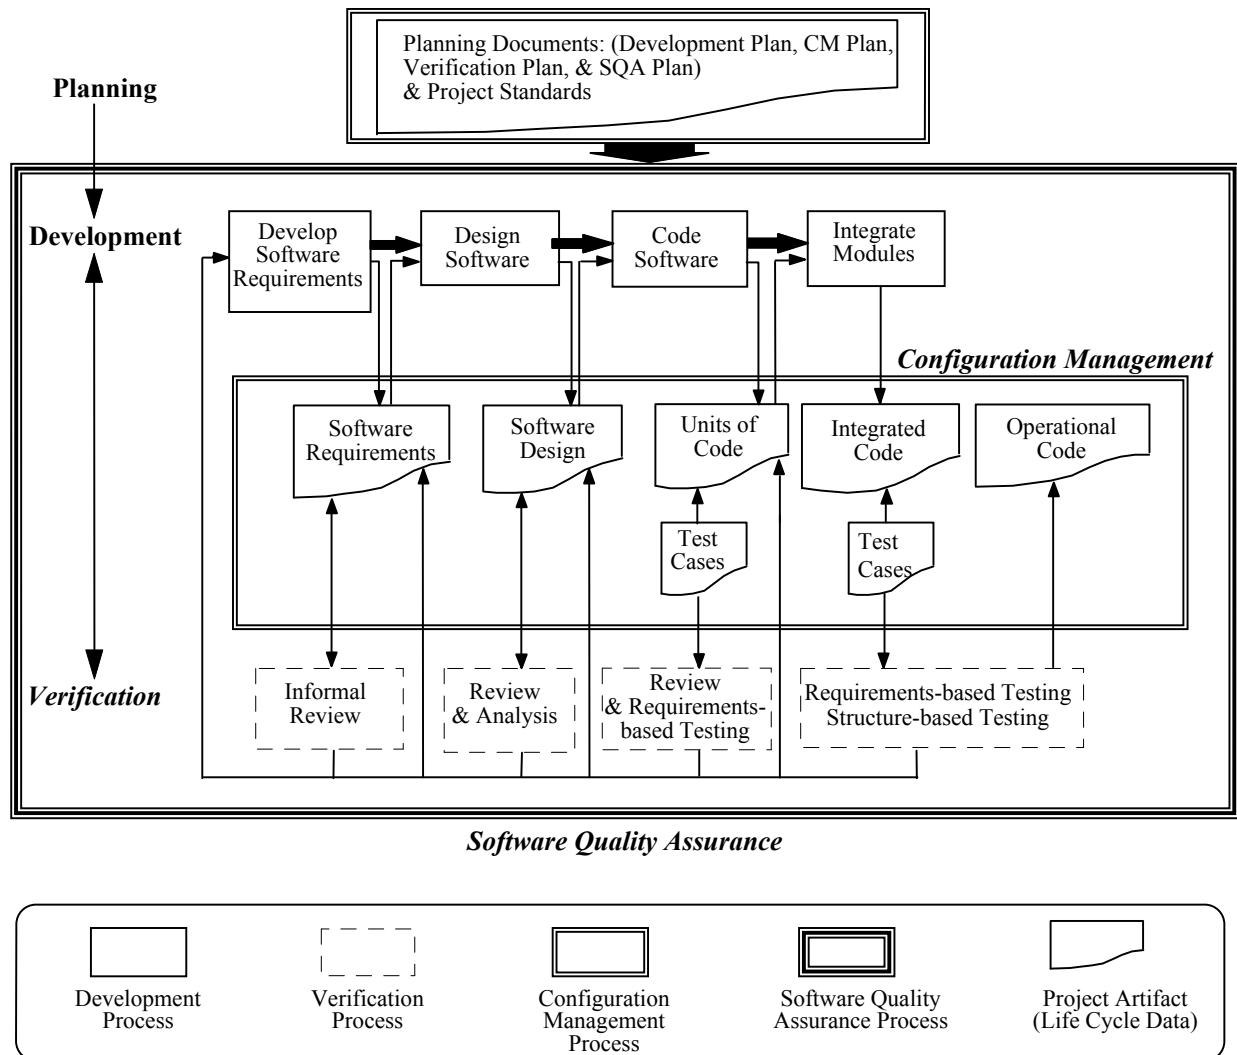 Planning Documents: (Development Plan, CM Plan,
Verification Plan, & SQA Plan)
& Project Standards
Planning
Development
Develop
Software
Requirements
Design
Software
Code
Software
Integrate
Modules
Configuration Management
Software
Requirements
Software
Design
Units of
Code
Integrated
Code
Operational
Code
Test
Cases
Test
Cases
Verification
Informal
Review
Review
& Analysis
Review
& Requirements-
based Testing
Requirements-based Testing
Structure-based Testing
Software Quality Assurance
Development
Process
Verification
Process
Configuration
Management
Process
Software Quality
Assurance Process
Project Artifact
(Life Cycle Data)